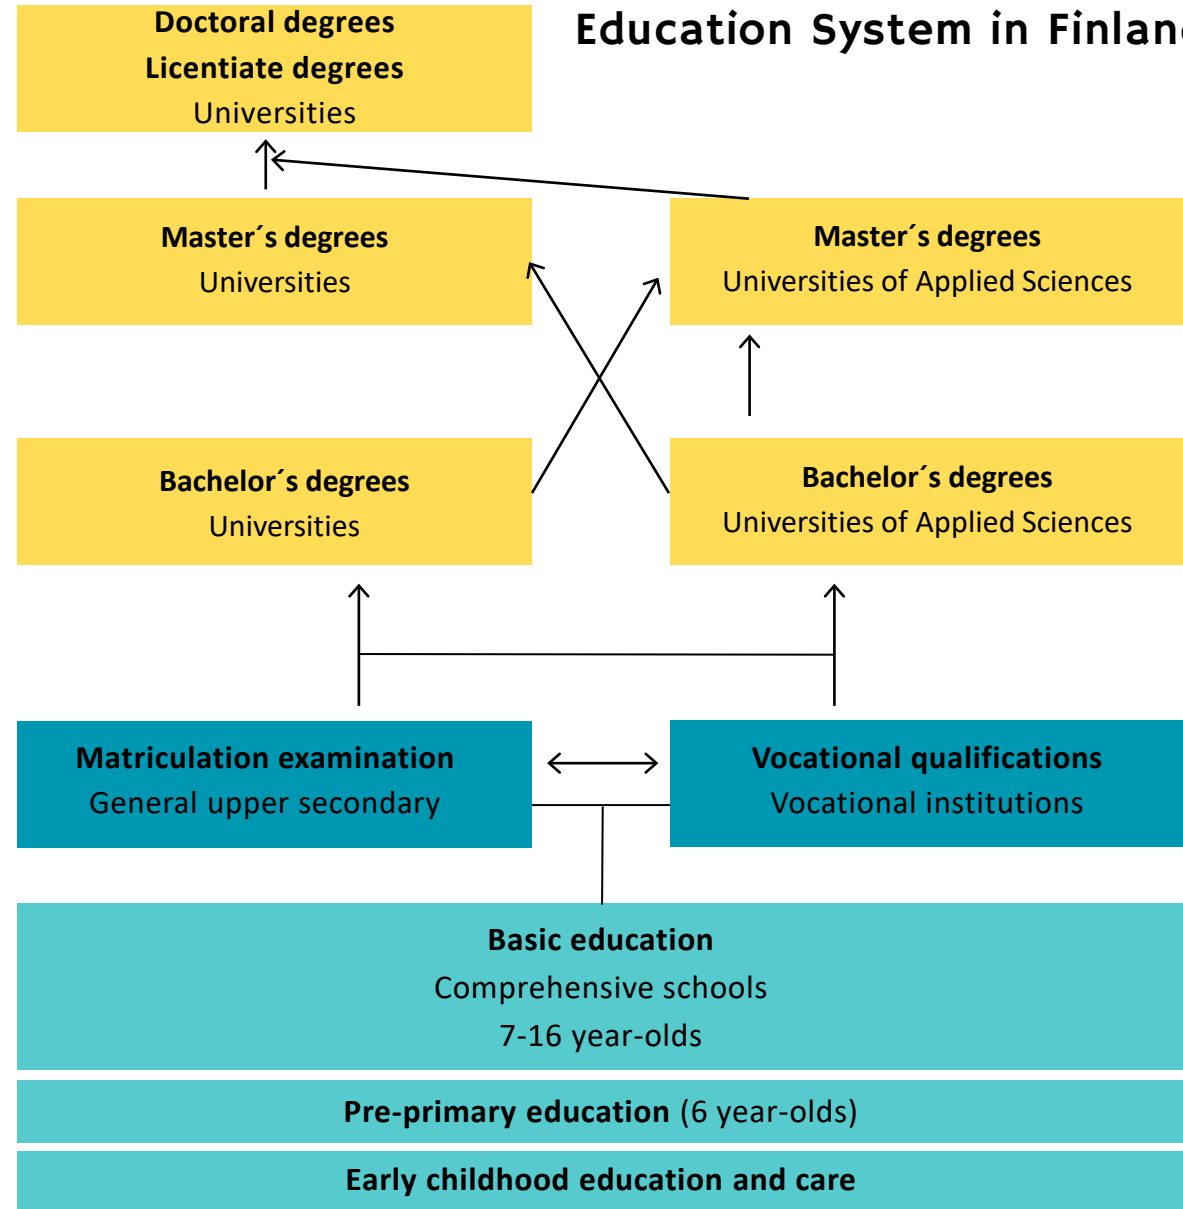 Education System in Finlan
Doctoral degrees
Licentiate degrees
Universities
Master´s degrees
Universities
Master´s degrees
Universities of Applied Sciences
Bachelor´s degrees
Universities
Bachelor´s degrees
Universities of Applied Sciences
Matriculation examination
General upper secondary
Vocational qualifications
Vocational institutions
Basic education
Comprehensive schools
7-16 year-olds
Pre-primary education (6 year-olds)
Early childhood education and care